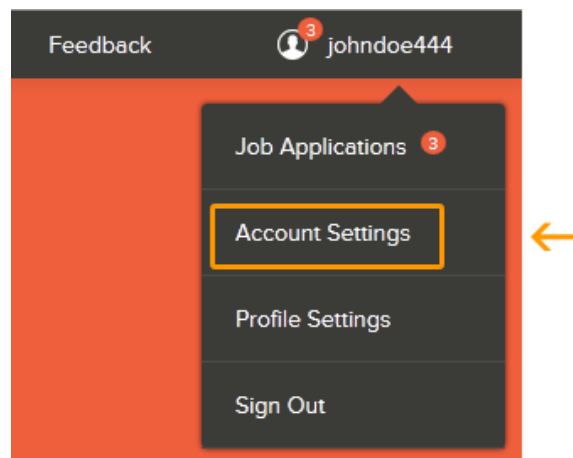 Feedback 3 johndoe444
Job Applications 3
Account Settings
Profile Settings
Sign Out